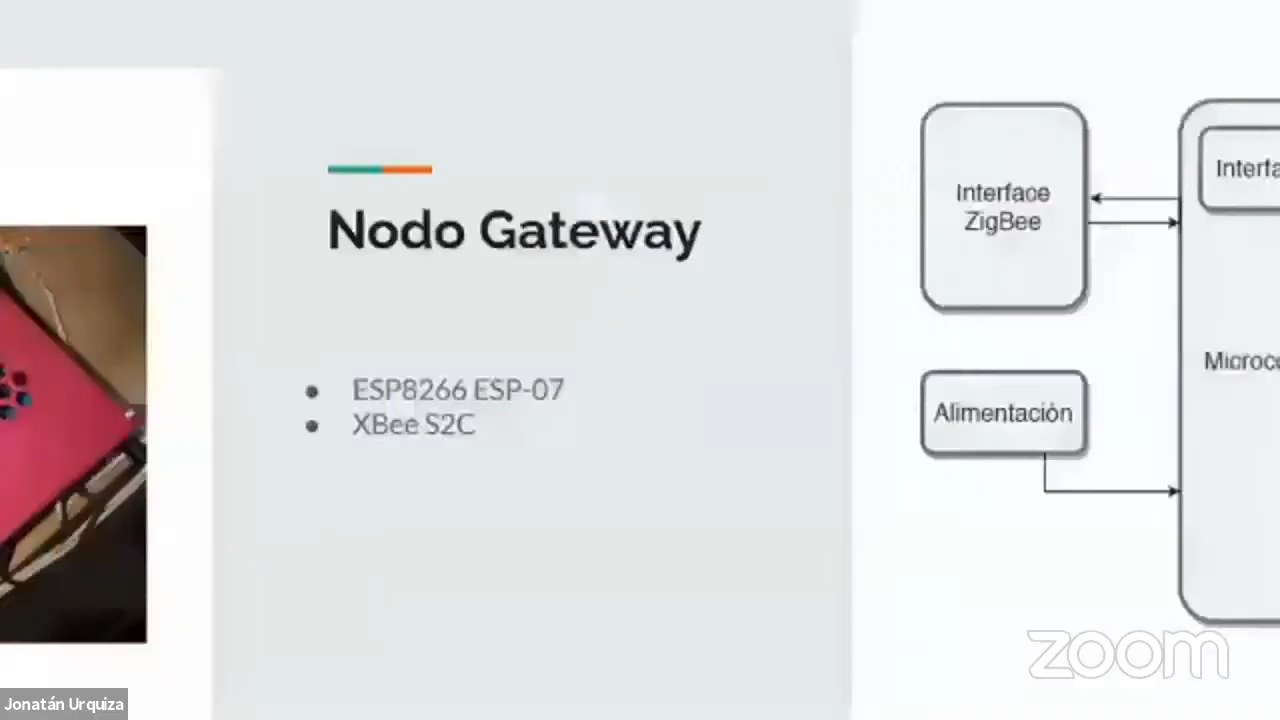 Nodo Gateway
ESP8266 ESP-07
XBee S2C
Interface
ZigBee
Alimentación
zoom
Jonatán Urquiza